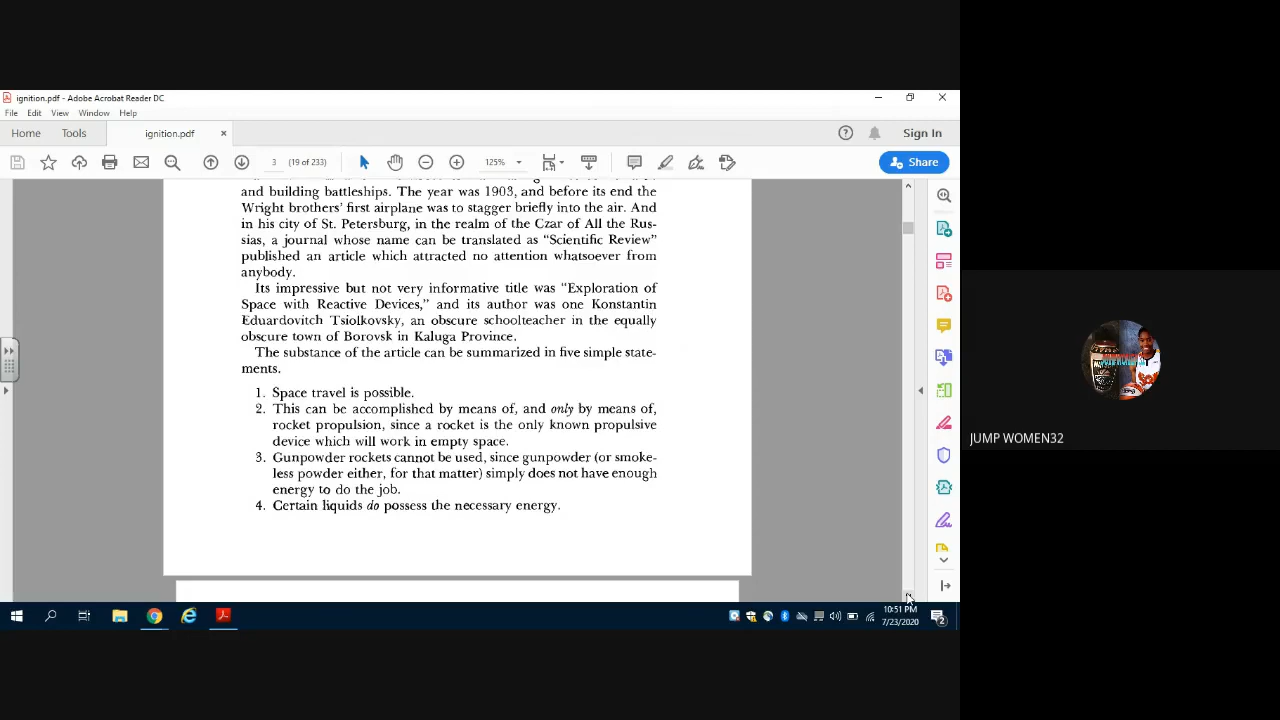 ignition.pdf - Adobe Acrobat Reader DC
File Edit View Window Help
Home Tools ignition.pdf × Sign In
3 (19 of 233) 125% Share
and building battleships. The year was 1903, and before its end the
Wright brothers' first airplane was to stagger briefly into the air. And
in his city of St. Petersburg, in the realm of the Czar of All the Rus-
sias, a journal whose name can be translated as “Scientific Review”
published an article which attracted no attention whatsoever from
anybody.
Its impressive but not very informative title was “Exploration of
Space with Reactive Devices,” and its author was one Konstantin
Eduardovitch Tsiolkovsky, an obscure schoolteacher in the equally
obscure town of Borovsk in Kaluga Province.
The substance of the article can be summarized in five simple state-
ments.
1. Space travel is possible.
2. This can be accomplished by means of, and only by means of,
rocket propulsion, since a rocket is the only known propulsive
device which will work in empty space.
3. Gunpowder rockets cannot be used, since gunpowder (or smoke-
less powder either, for that matter) simply does not have enough
energy to do the job.
4. Certain liquids do possess the necessary energy.
JUMP WOMEN32
10:51 PM
7/23/2020
2